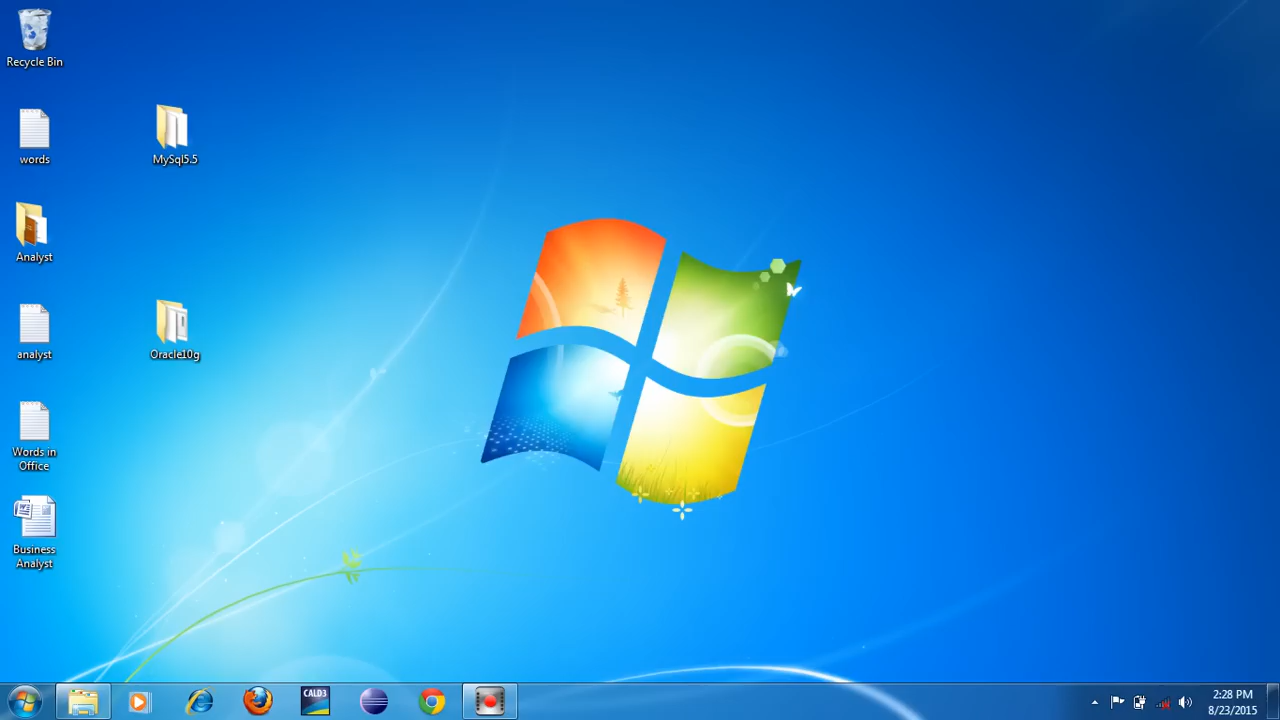 Recycle Bin
words
MySql5.5
Analyst
analyst
Oracle10g
Words in
Office
Business
Analyst
CALD3
2:28 PM
8/23/2015